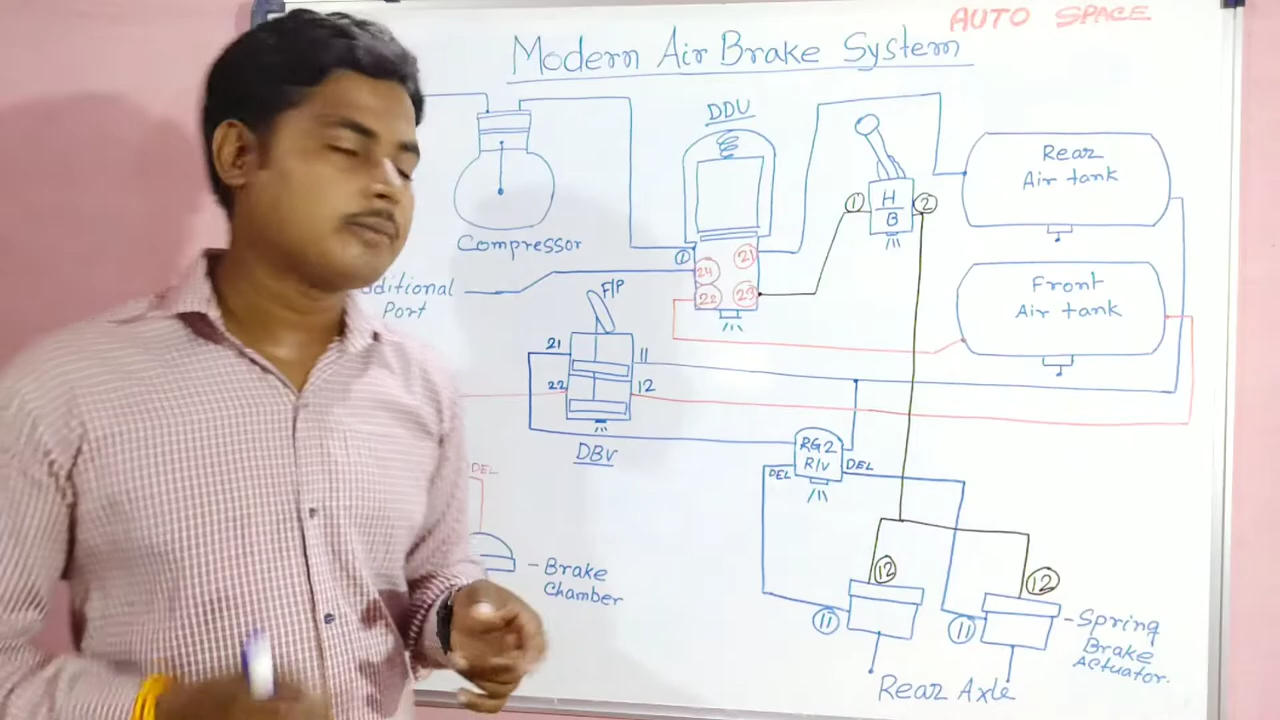 AUTO SPACE
Modern Air Brake System
DDU
Rear
Air tank
1
H
B
2
Compressor
1
21
24
22
23
ditional
Port
F/P
Front
Air tank
21
11
22
12
DBV
RG2
R/V
DEL
DEL
DEL
Brake
Chamber
12
12
11
11
Spring
Brake
Actuator.
Rear Axle